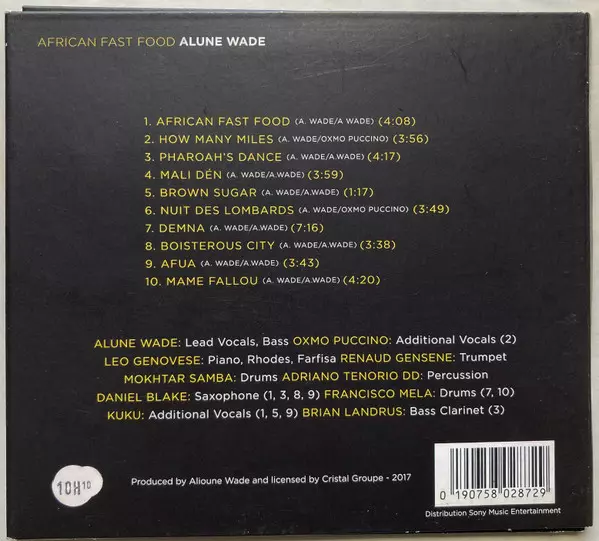 AFRICAN FAST FOOD ALUNE WADE
1. AFRICAN FAST FOOD (A. WADE/A WADE) (4:08)
2. HOW MANY MILES (A. WADE/OXMO PUCCINO) (3:56)
3. PHAROAH'S DANCE (A. WADE/A.WADE) (4:17)
4. MALI DÉN (A. WADE/A.WADE) (3:59)
5. BROWN SUGAR (A. WADE/A.WADE) (1:17)
6. NUIT DES LOMBARDS (A. WADE/OXMO PUCCINO) (3:49)
7. DEMNA (A. WADE/A.WADE) (7:16)
8. BOISTEROUS CITY (A. WADE/A.WADE) (3:38)
9. AFUA (A. WADE/A.WADE) (3:43)
10. MAME FALLOU (A. WADE/A.WADE) (4:20)
ALUNE WADE: Lead Vocals, Bass OXMO PUCCINO: Additional Vocals (2)
LEO GENOVESE: Piano, Rhodes, Farfisa RENAUD GENSENE: Trumpet
MOKHTAR SAMBA: Drums ADRIANO TENORIO DD: Percussion
DANIEL BLAKE: Saxophone (1, 3, 8, 9) FRANCISCO MELA: Drums (7, 10)
KUKU: Additional Vocals (1, 5, 9) BRIAN LANDRUS: Bass Clarinet (3)
10H10
Produced by Alioune Wade and licensed by Cristal Groupe - 2017
0 190758 028729
Distribution Sony Music Entertainment